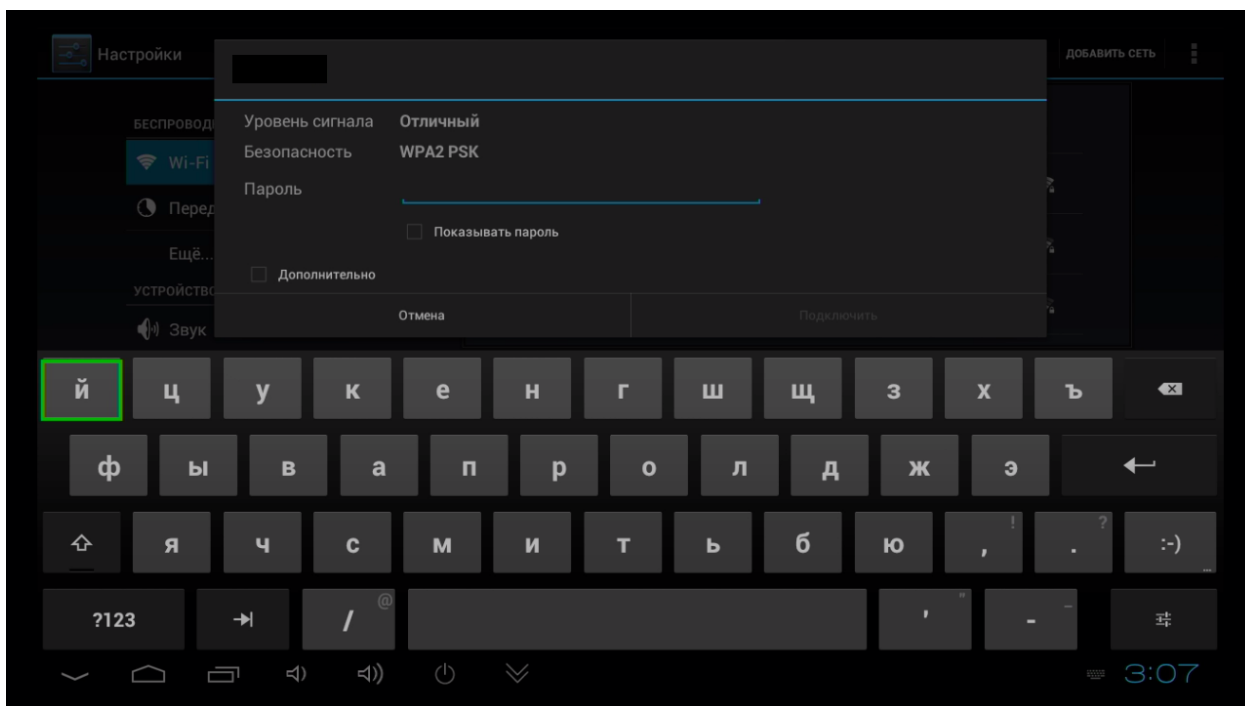 Настройки
ДОБАВИТЬ СЕТЬ
БЕСПРОВОД
Wi-Fi
Перед
Ещё...
УСТРОЙСТВО
Звук
Уровень сигнала Отличный
Безопасность WPA2 PSK
Пароль
Показывать пароль
Дополнительно
Отмена Подключить
й ц у к е н г ш щ з х ъ
ф ы в а п р о л д ж э
я ч с м и т ь б ю , ! . ? :-) ...
?123 / @ ' " - _
3:07